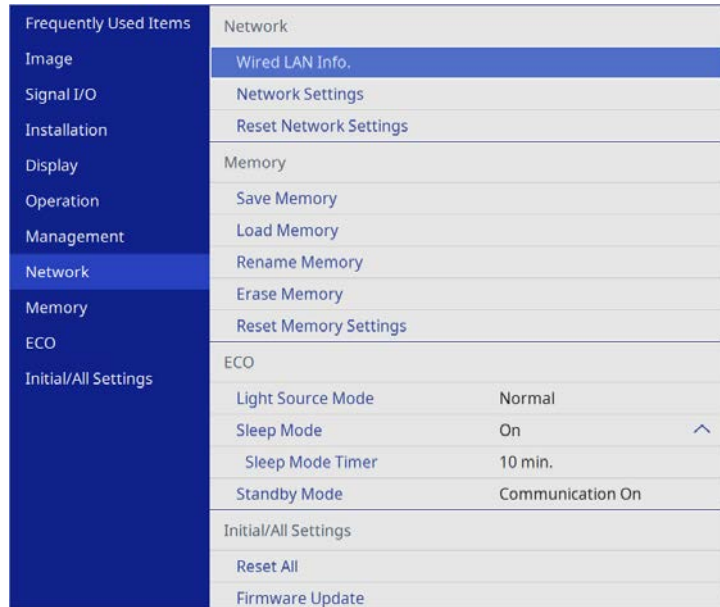 Frequently Used Items
Image
Signal I/O
Installation
Display
Operation
Management
Network
Memory
ECO
Initial/All Settings
Network
Wired LAN Info.
Network Settings
Reset Network Settings
Memory
Save Memory
Load Memory
Rename Memory
Erase Memory
Reset Memory Settings
ECO
Light Source Mode Normal
Sleep Mode On
Sleep Mode Timer 10 min.
Standby Mode Communication On
Initial/All Settings
Reset All
Firmware Update